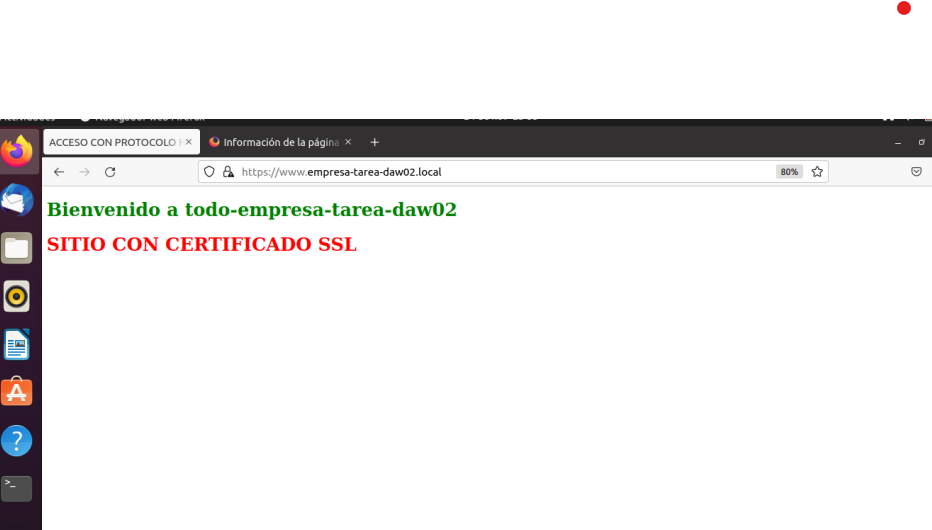 ACCESO CON PROTOCOLO
Información de la página
https://www.empresa-tarea-daw02.local
80%
Bienvenido a todo-empresa-tarea-daw02
SITIO CON CERTIFICADO SSL